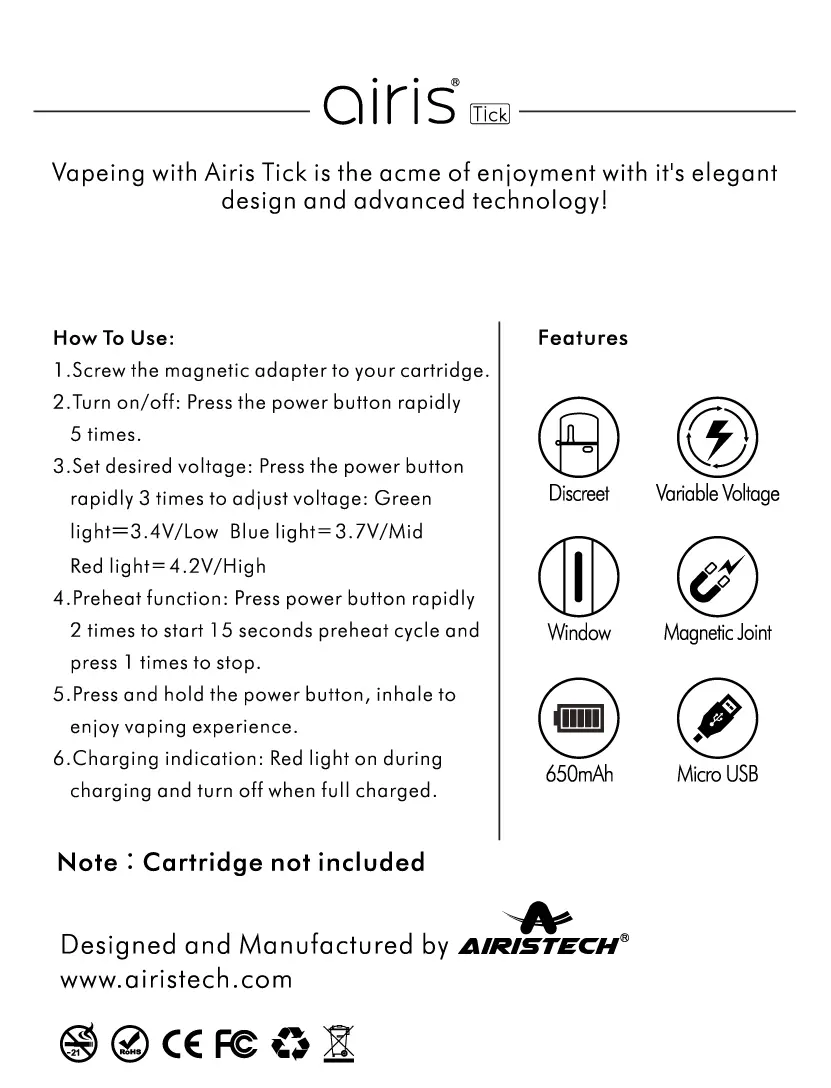 airis® Tick
Vapeing with Airis Tick is the acme of enjoyment with it's elegant
design and advanced technology!
How To Use:
1.Screw the magnetic adapter to your cartridge.
2.Turn on/off: Press the power button rapidly
5 times.
3.Set desired voltage: Press the power button
rapidly 3 times to adjust voltage: Green
light=3.4V/Low Blue light=3.7V/Mid
Red light=4.2V/High
4.Preheat function: Press power button rapidly
2 times to start 15 seconds preheat cycle and
press 1 times to stop.
5.Press and hold the power button, inhale to
enjoy vaping experience.
6.Charging indication: Red light on during
charging and turn off when full charged.
Features
Discreet
Variable Voltage
Window
Magnetic Joint
650mAh
Micro USB
Note：Cartridge not included
Designed and Manufactured by AIRISTECH®
www.airistech.com
-21 RoHS CE FC